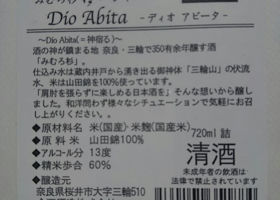 みむろ杉
Dio Abita
- ディオ アビータ -
～Dio Abita(=神宿る)～
酒の神が鎮まる地 奈良・三輪で350有余年醸す酒
「みむろ杉」。
仕込み水は蔵内井戸から湧き出る御神体「三輪山」の伏流
水、米は山田錦100%で使っています。
「肩肘を張らずに楽しめる日本酒を」そんな想いから醸し
ました。和洋問わず様々なシチュエーションで気軽にお召
し上がりください。
◆原材料名 米(国産) 米麹(国産米)
◆原料米 山田錦100%
◆アルコール分 13度
◆精米歩合 60%
◆醸造元
奈良県桜井市大字三輪510
720ml 詰
清酒
未成年者の飲酒は
法律で禁止されています